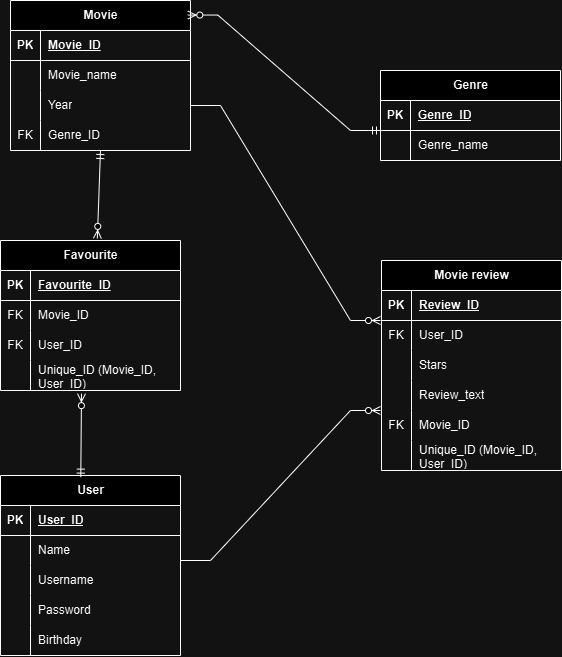 Movie
PK Movie_ID
Movie_name
Year
FK Genre_ID
Genre
PK Genre_ID
Genre_name
Favourite
PK Favourite_ID
FK Movie_ID
FK User_ID
Unique_ID (Movie_ID,
User_ID)
Movie review
PK Review_ID
FK User_ID
Stars
Review_text
FK Movie_ID
Unique_ID (Movie_ID,
User_ID)
User
PK User_ID
Name
Username
Password
Birthday